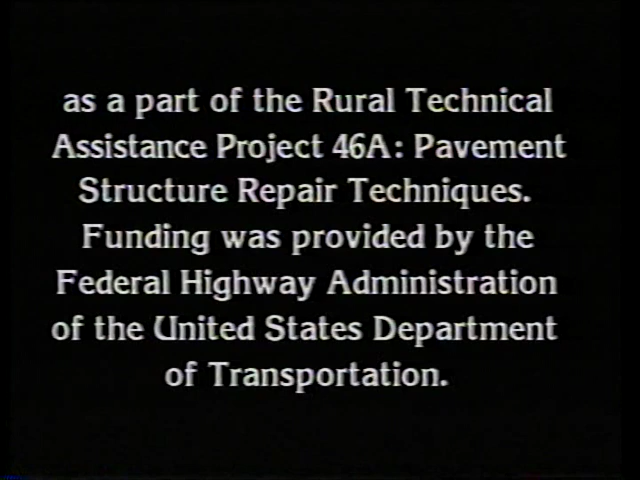 as a part of the Rural Technical
Assistance Project 46A: Pavement
Structure Repair Techniques.
Funding was provided by the
Federal Highway Administration
of the United States Department
of Transportation.